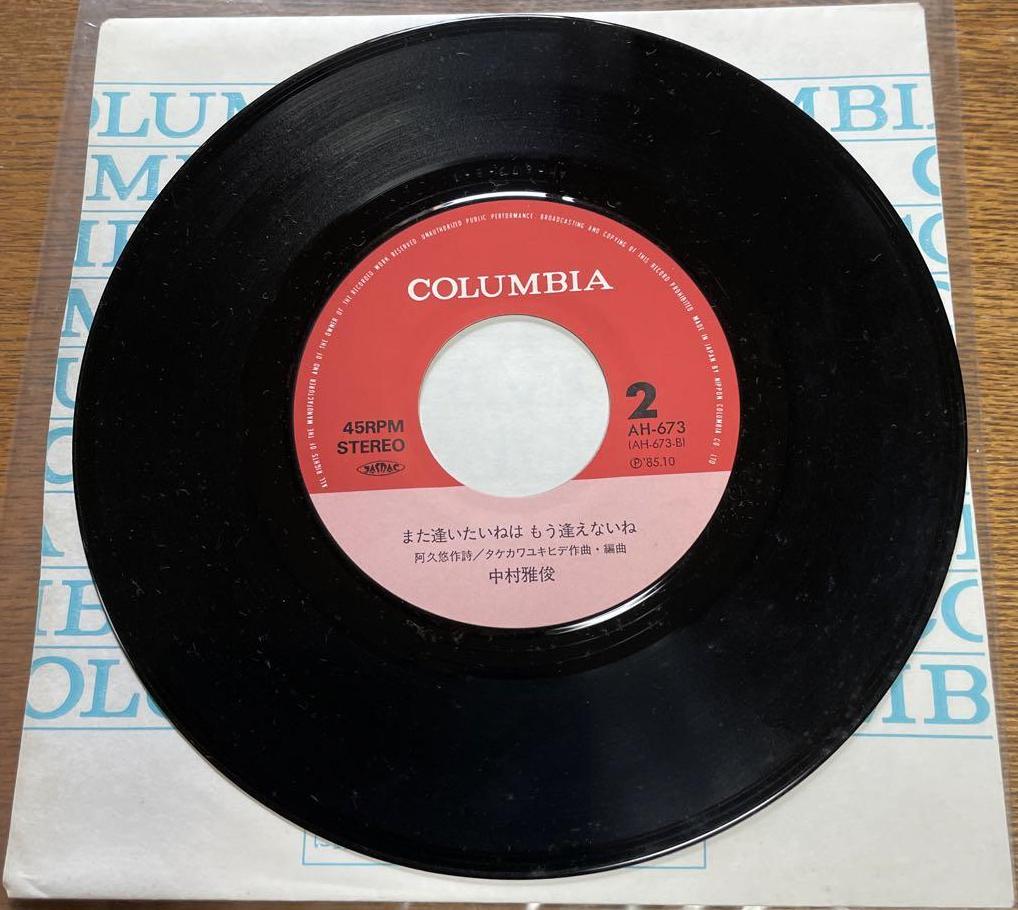 ALL RIGHTS OF THE MANUFACTURER AND OF THE OWNER OF THE RECORDED WORK RESERVED. UNAUTHORIZED PUBLIC PERFORMANCE. BROADCASTING AND COPYING OF THIS RECORD PROHIBITED. MADE IN JAPAN BY NIPPON COLUMBIA CO. LTD
COLUMBIA
45RPM
STEREO
2
AH-673
(AH-673-B)
Ⓟ'85.10
また逢いたいねは もう逢えないね
阿久悠作詩/タケカワユキヒデ作曲・編曲
中村雅俊